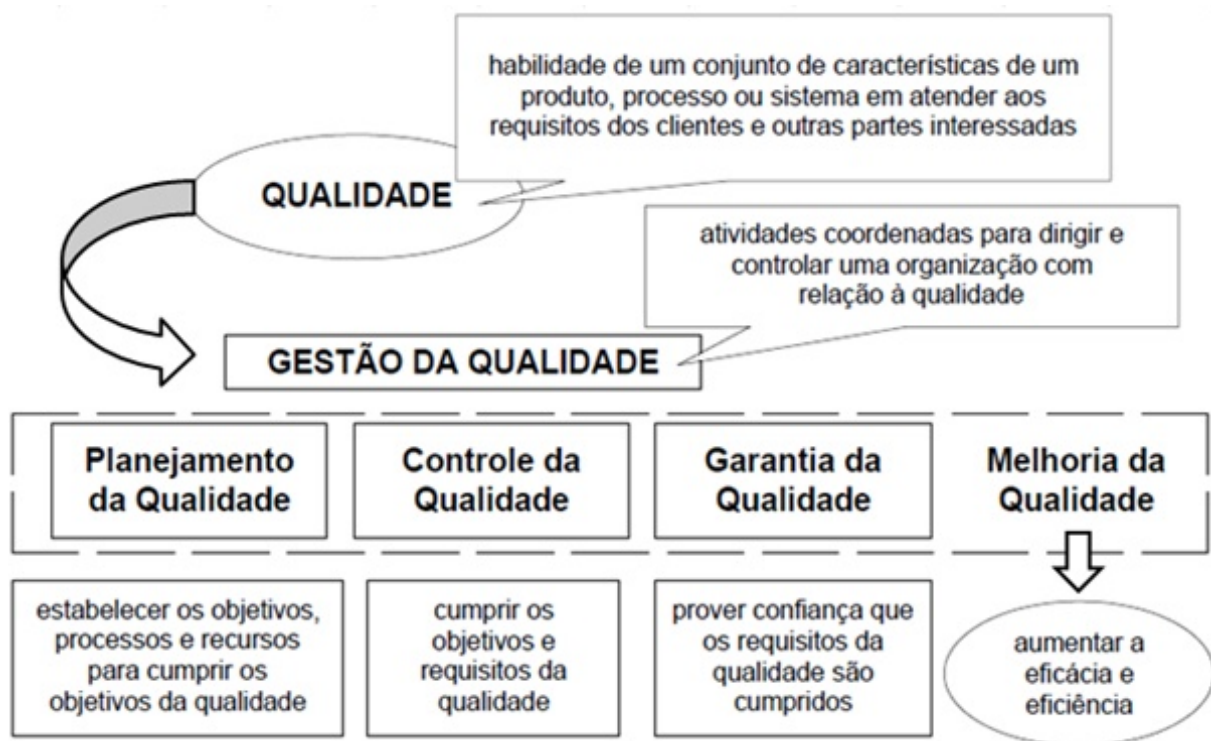 habilidade de um conjunto de características de um
produto, processo ou sistema em atender aos
requisitos dos clientes e outras partes interessadas
QUALIDADE
atividades coordenadas para dirigir e
controlar uma organização com
relação à qualidade
GESTÃO DA QUALIDADE
Planejamento
da Qualidade
Controle da
Qualidade
Garantia da
Qualidade
Melhoria da
Qualidade
estabelecer os objetivos,
processos e recursos
para cumprir os
objetivos da qualidade
cumprir os
objetivos e
requisitos da
qualidade
prover confiança que
os requisitos da
qualidade são
cumpridos
aumentar a
eficácia e
eficiência